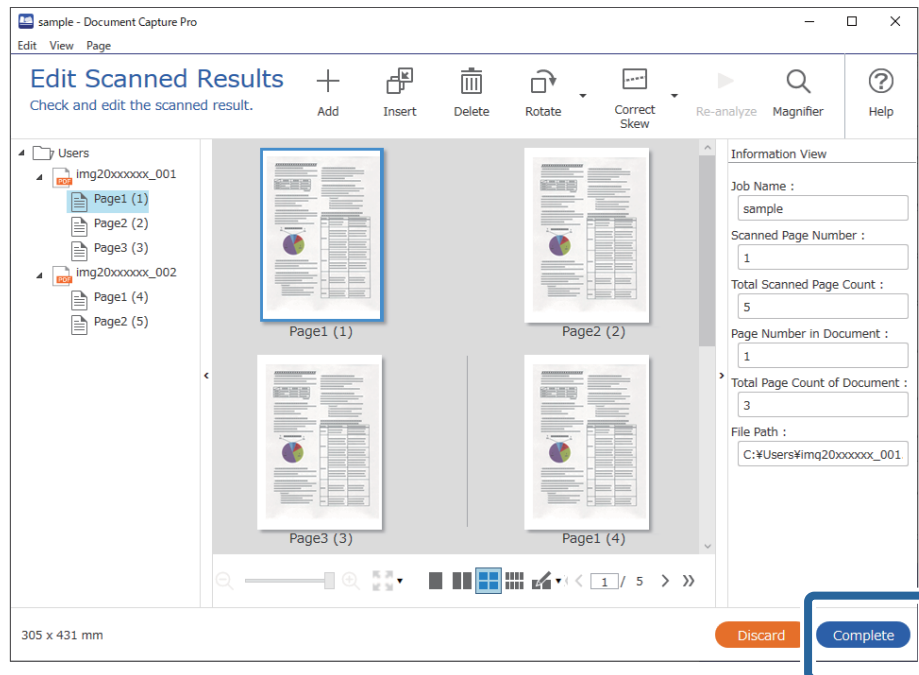 sample - Document Capture Pro
Edit View Page
Edit Scanned Results
Check and edit the scanned result.
Add
Insert
Delete
Rotate
Correct Skew
Re-analyze
Magnifier
Help
Users
PDF
img20xxxxxx_001
Page1 (1)
Page2 (2)
Page3 (3)
PDF
img20xxxxxx_002
Page1 (4)
Page2 (5)
Page1 (1)
Page2 (2)
Page3 (3)
Page1 (4)
Information View
Job Name :
sample
Scanned Page Number :
1
Total Scanned Page Count :
5
Page Number in Document :
1
Total Page Count of Document :
3
File Path :
C:¥Users¥img20xxxxxx_001.
1 / 5
305 x 431 mm
Discard
Complete